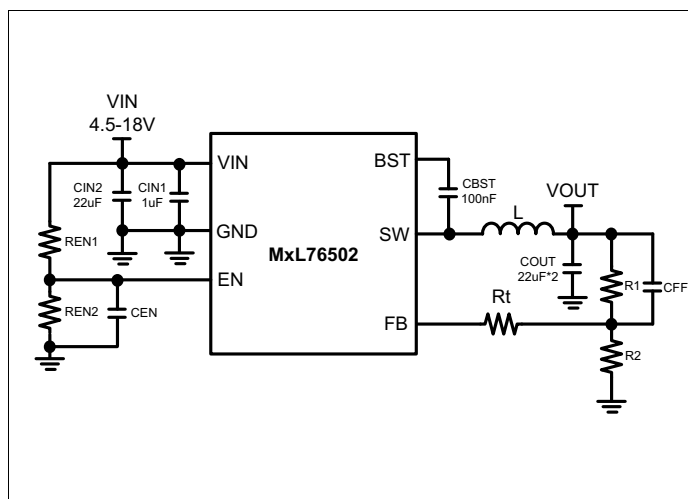 VIN
4.5-18V
VIN
BST
CIN2
22uF
CIN1
1uF
CBST
100nF
VOUT
GND
L
SW
MxL76502
REN1
EN
COUT
22uF*2
R1
CFF
REN2
CEN
Rt
FB
R2